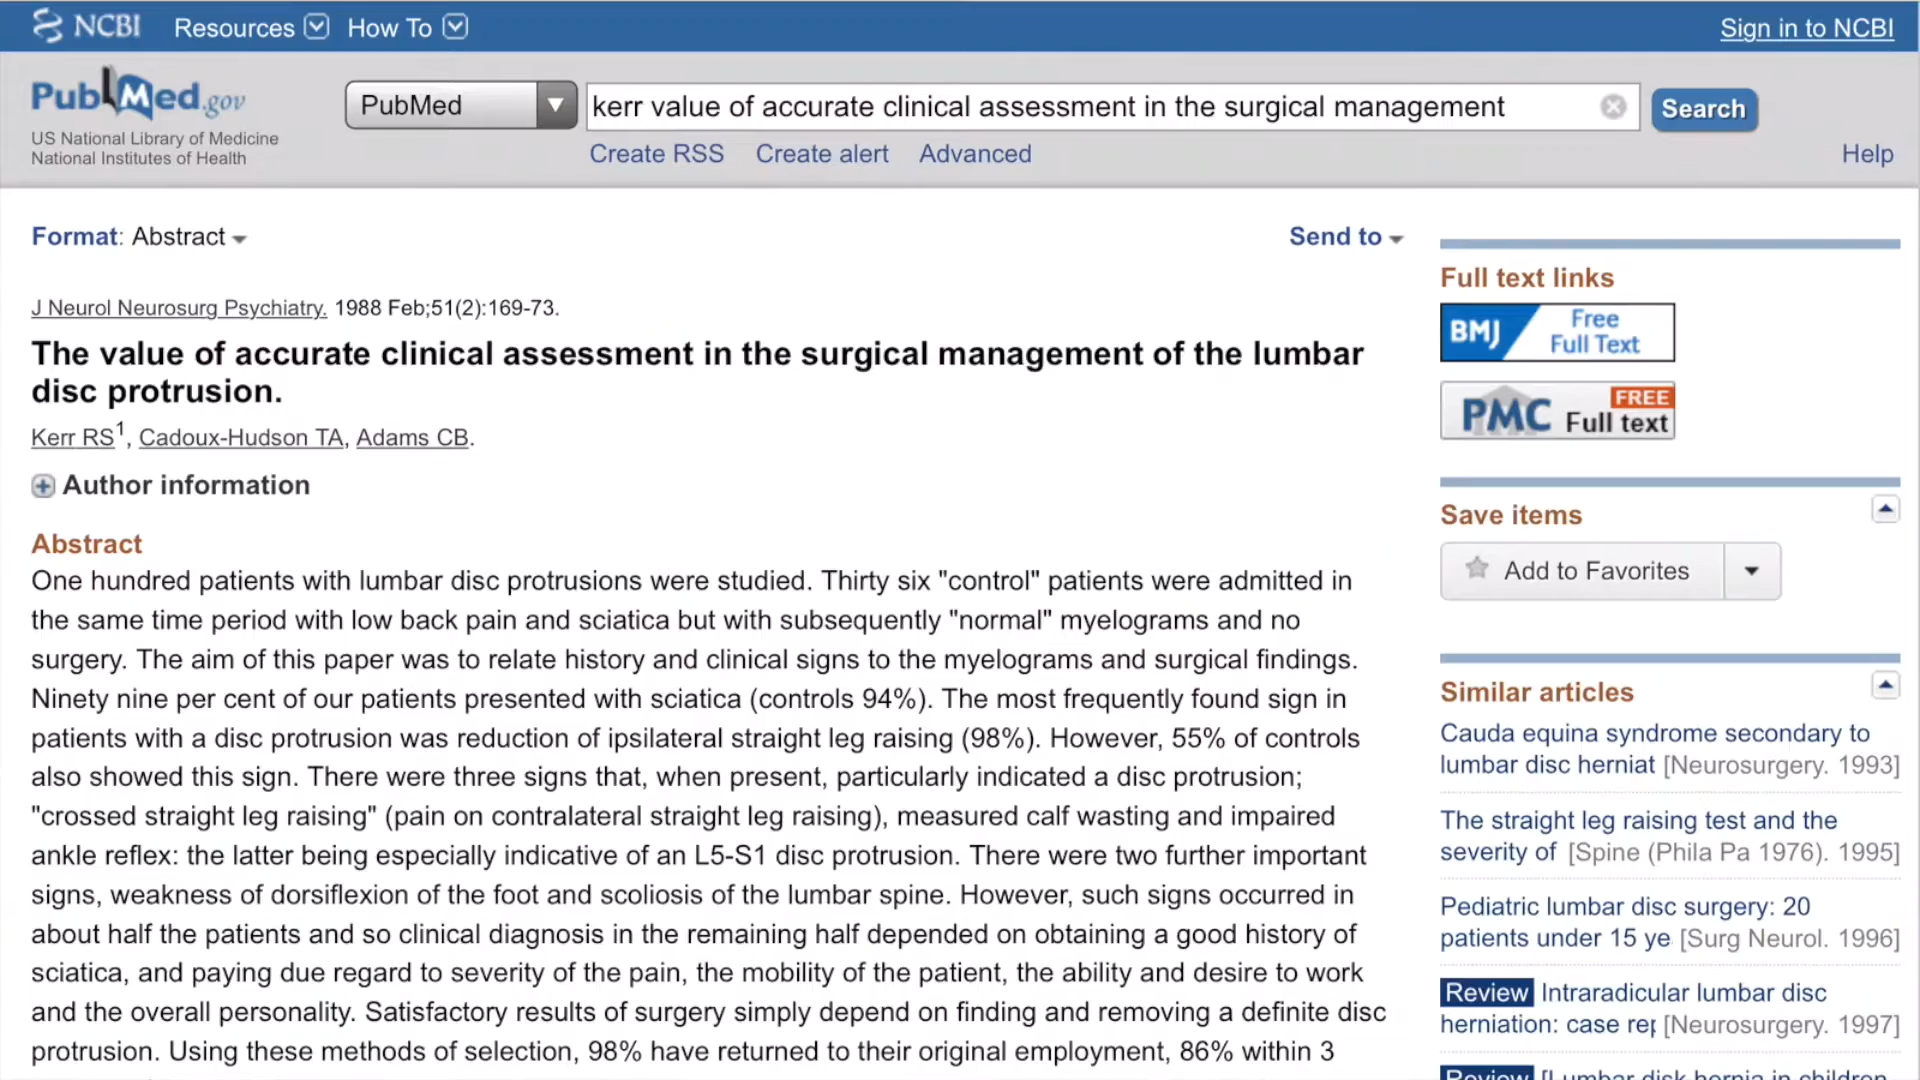 NCBI Resources How To Sign in to NCBI
PubMed.gov
US National Library of Medicine
National Institutes of Health
PubMed
kerr value of accurate clinical assessment in the surgical management
Search
Create RSS Create alert Advanced
Help
Format: Abstract
Send to
J Neurol Neurosurg Psychiatry. 1988 Feb;51(2):169-73.
The value of accurate clinical assessment in the surgical management of the lumbar
disc protrusion.
Kerr RS1, Cadoux-Hudson TA, Adams CB.
Author information
Abstract
One hundred patients with lumbar disc protrusions were studied. Thirty six "control" patients were admitted in
the same time period with low back pain and sciatica but with subsequently "normal" myelograms and no
surgery. The aim of this paper was to relate history and clinical signs to the myelograms and surgical findings.
Ninety nine per cent of our patients presented with sciatica (controls 94%). The most frequently found sign in
patients with a disc protrusion was reduction of ipsilateral straight leg raising (98%). However, 55% of controls
also showed this sign. There were three signs that, when present, particularly indicated a disc protrusion;
"crossed straight leg raising" (pain on contralateral straight leg raising), measured calf wasting and impaired
ankle reflex: the latter being especially indicative of an L5-S1 disc protrusion. There were two further important
signs, weakness of dorsiflexion of the foot and scoliosis of the lumbar spine. However, such signs occurred in
about half the patients and so clinical diagnosis in the remaining half depended on obtaining a good history of
sciatica, and paying due regard to severity of the pain, the mobility of the patient, the ability and desire to work
and the overall personality. Satisfactory results of surgery simply depend on finding and removing a definite disc
protrusion. Using these methods of selection, 98% have returned to their original employment, 86% within 3
Full text links
BMJ Free
Full Text
PMC FREE
Full text
Save items
Add to Favorites
Similar articles
Cauda equina syndrome secondary to
lumbar disc herniat [Neurosurgery. 1993]
The straight leg raising test and the
severity of [Spine (Phila Pa 1976). 1995]
Pediatric lumbar disc surgery: 20
patients under 15 ye [Surg Neurol. 1996]
Review Intraradicular lumbar disc
herniation: case rep [Neurosurgery. 1997]
Review [Lumbar disk hernia in children